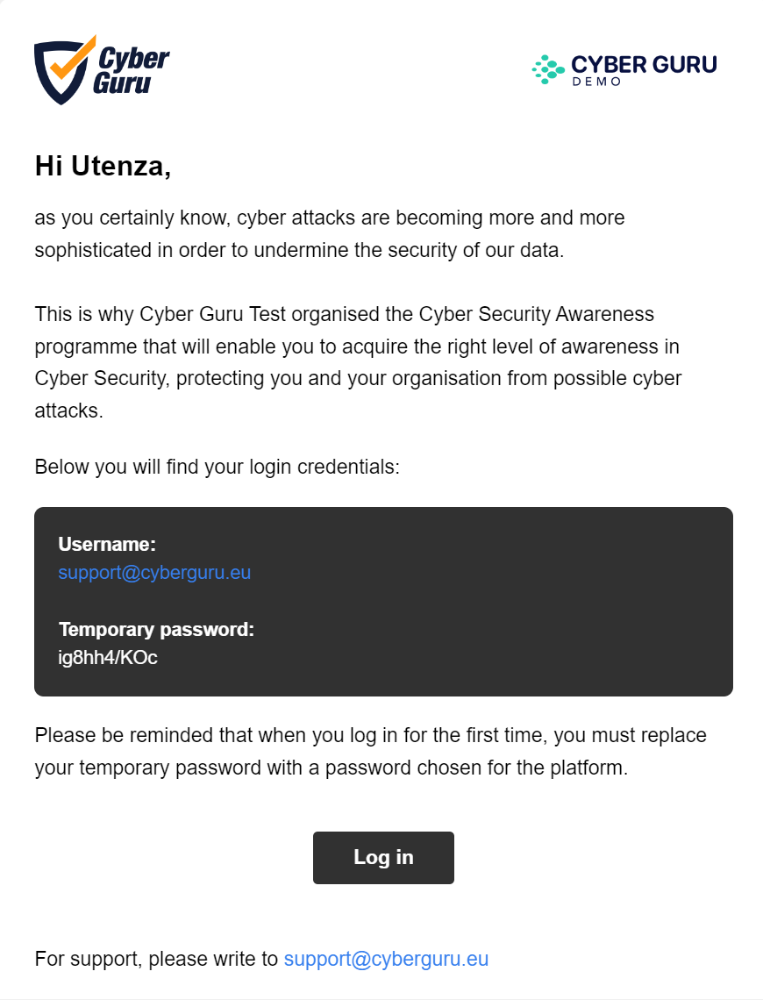 Cyber
Guru
CYBER GURU
DEMO
Hi Utenza,
as you certainly know, cyber attacks are becoming more and more
sophisticated in order to undermine the security of our data.
This is why Cyber Guru Test organised the Cyber Security Awareness
programme that will enable you to acquire the right level of awareness in
Cyber Security, protecting you and your organisation from possible cyber
attacks.
Below you will find your login credentials:
Username:
support@cyberguru.eu
Temporary password:
ig8hh4/KOc
Please be reminded that when you log in for the first time, you must replace
your temporary password with a password chosen for the platform.
Log in
For support, please write to support@cyberguru.eu